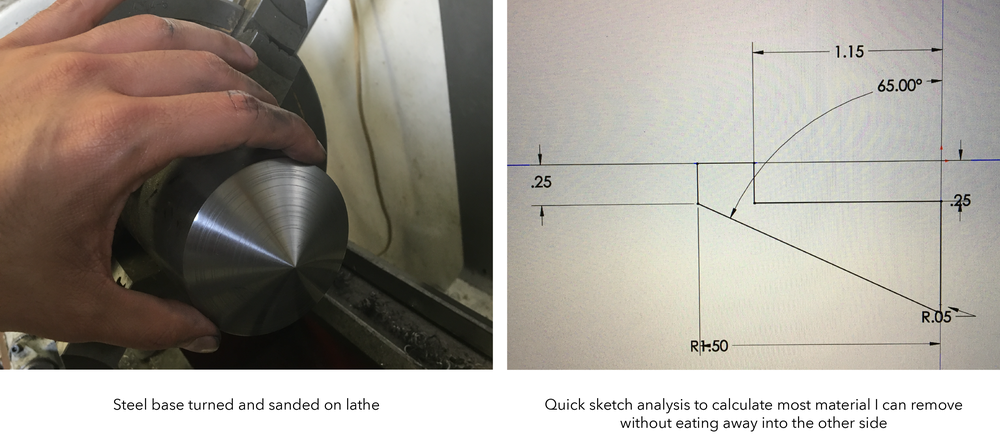 1.15
65.00°
.25
.25
R.05
R1.50
Steel base turned and sanded on lathe
Quick sketch analysis to calculate most material I can remove
without eating away into the other side